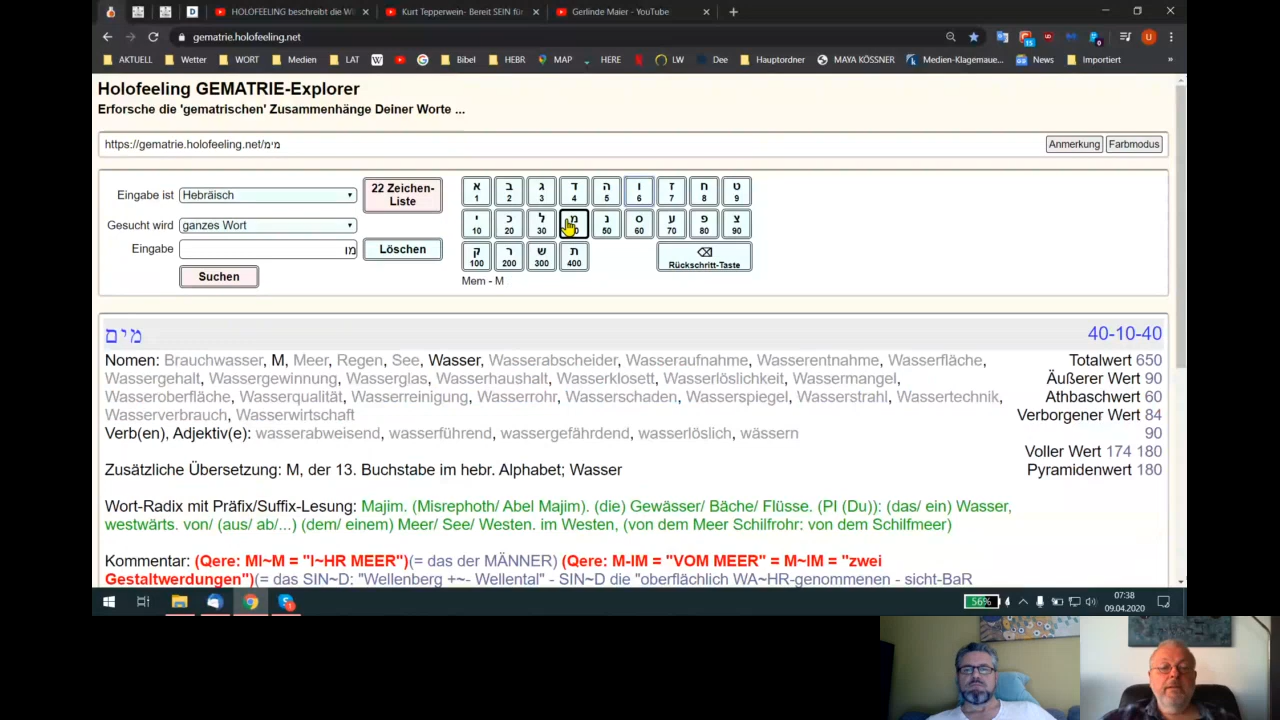 HOLOFEELING beschreibt die W
Kurt Tepperwein- Bereit SEIN für
Gerlinde Maier - YouTube
gematrie.holofeeling.net
AKTUELL Wetter WORT Medien LAT Bibel HEBR MAP HERE LW Dee Hauptordner MAYA KÖSSNER Medien-Klagemaue... News Importiert »
Holofeeling GEMATRIE-Explorer
Erforsche die 'gematrischen' Zusammenhänge Deiner Worte ...
https://gematrie.holofeeling.net/מימ
Anmerkung Farbmodus
Eingabe ist Hebräisch
22 Zeichen-Liste
Gesucht wird ganzes Wort
Eingabe מו
Löschen
Suchen
א ב ג ד ה ו ז ח ט
1 2 3 4 5 6 7 8 9
י כ ל מ נ ס ע פ צ
10 20 30 50 60 70 80 90
ק ר ש ת
100 200 300 400
Rückschritt-Taste
Mem - M
מים 40-10-40
Nomen: Brauchwasser, M, Meer, Regen, See, Wasser, Wasserabscheider, Wasseraufnahme, Wasserentnahme, Wasserfläche,
Wassergehalt, Wassergewinnung, Wasserglas, Wasserhaushalt, Wasserklosett, Wasserlöslichkeit, Wassermangel,
Wasseroberfläche, Wasserqualität, Wasserreinigung, Wasserrohr, Wasserschaden, Wasserspiegel, Wasserstrahl, Wassertechnik,
Wasserverbrauch, Wasserwirtschaft
Verb(en), Adjektiv(e): wasserabweisend, wasserführend, wassergefährdend, wasserlöslich, wässern
Totalwert 650
Äußerer Wert 90
Athbaschwert 60
Verborgener Wert 84
90
Voller Wert 174 180
Pyramidenwert 180
Zusätzliche Übersetzung: M, der 13. Buchstabe im hebr. Alphabet; Wasser
Wort-Radix mit Präfix/Suffix-Lesung: Majim. (Misrephoth/ Abel Majim). (die) Gewässer/ Bäche/ Flüsse. (Pl (Du)): (das/ ein) Wasser,
westwärts. von/ (aus/ ab/...) (dem/ einem) Meer/ See/ Westen. im Westen, (von dem Meer Schilfrohr: von dem Schilfmeer)
Kommentar: (Qere: MI~M = "I~HR MEER")(= das der MÄNNER) (Qere: M-IM = "VOM MEER" = M~IM = "zwei
Gestaltwerdungen")(= das SIN~D: "Wellenberg +~- Wellental" - SIN~D die "oberflächlich WA~HR-genommenen - sicht-BaR
56%
07:38
09.04.2020